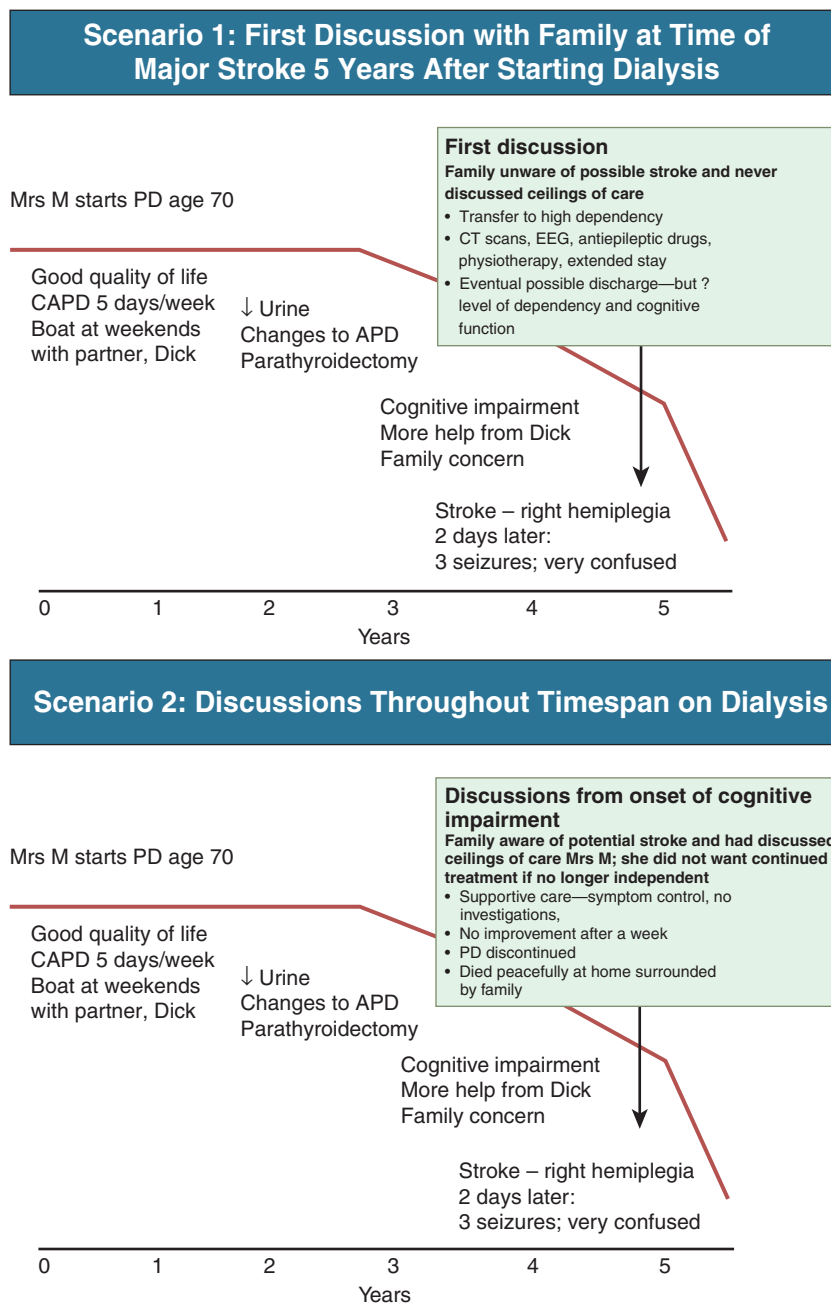 Scenario 1: First Discussion with Family at Time of
Major Stroke 5 Years After Starting Dialysis
Mrs M starts PD age 70
First discussion
Family unware of possible stroke and never
discussed ceilings of care
• Transfer to high dependency
• CT scans, EEG, antiepileptic drugs,
physiotherapy, extended stay
• Eventual possible discharge—but ?
level of dependency and cognitive
function
Good quality of life
CAPD 5 days/week
Boat at weekends
with partner, Dick
↓ Urine
Changes to APD
Parathyroidectomy
Cognitive impairment
More help from Dick
Family concern
Stroke – right hemiplegia
2 days later:
3 seizures; very confused
0 1 2 3 4 5
Years
Scenario 2: Discussions Throughout Timespan on Dialysis
Mrs M starts PD age 70
Discussions from onset of cognitive
impairment
Family aware of potential stroke and had discussed
ceilings of care Mrs M; she did not want continued
treatment if no longer independent
• Supportive care—symptom control, no
investigations,
• No improvement after a week
• PD discontinued
• Died peacefully at home surrounded
by family
Good quality of life
CAPD 5 days/week
Boat at weekends
with partner, Dick
↓ Urine
Changes to APD
Parathyroidectomy
Cognitive impairment
More help from Dick
Family concern
Stroke – right hemiplegia
2 days later:
3 seizures; very confused
0 1 2 3 4 5
Years